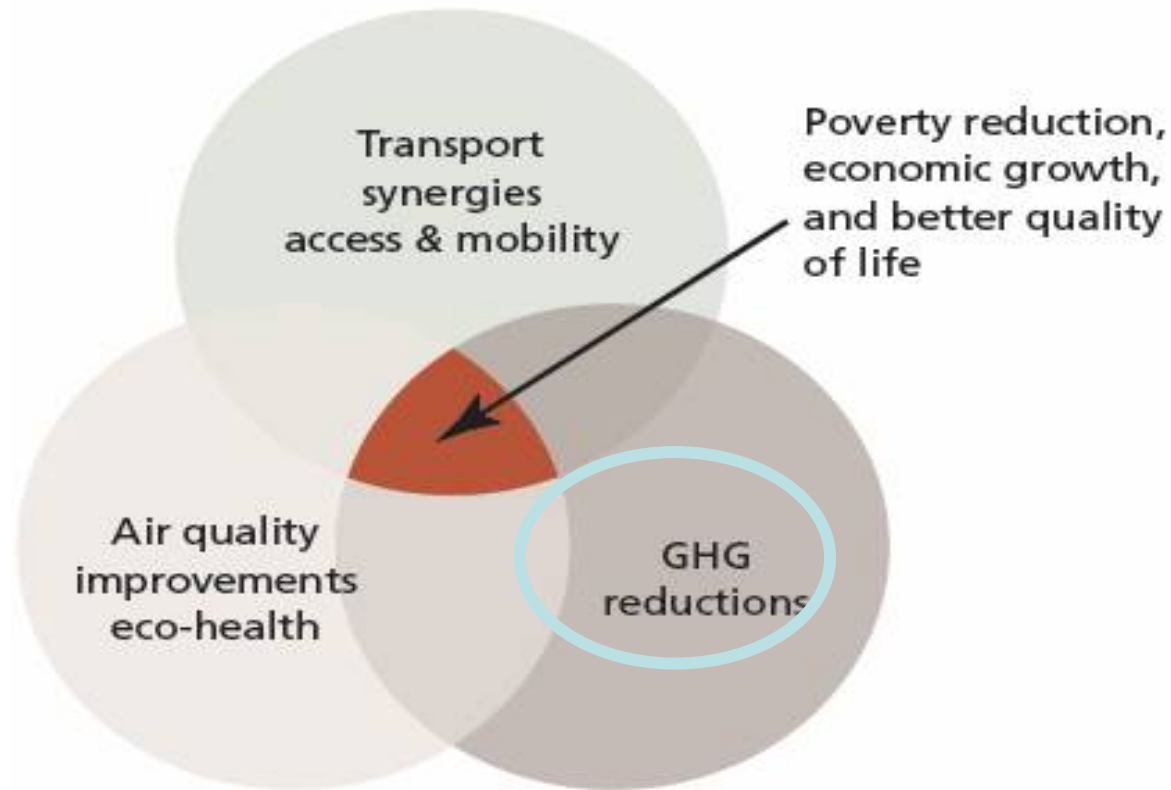 Transport
synergies
access & mobility
Poverty reduction,
economic growth,
and better quality
of life
Air quality
improvements
eco-health
GHG
reductions